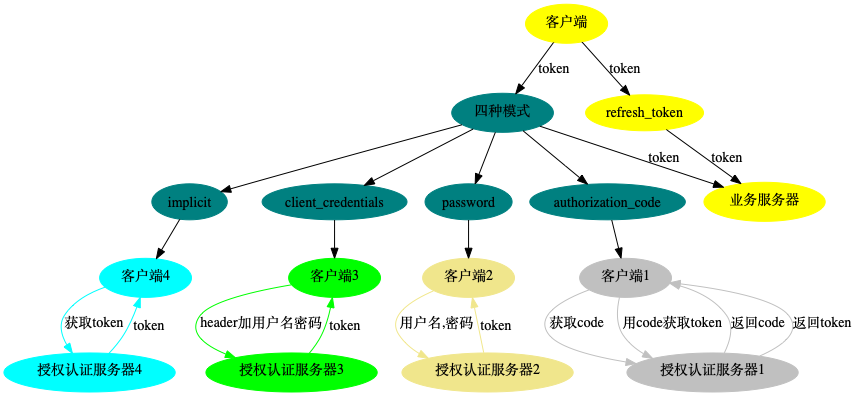 客户端
token
token
四种模式
refresh_token
token
token
implicit
client_credentials
password
authorization_code
业务服务器
客户端4
客户端3
客户端2
客户端1
获取token
token
header加用户名密码
token
用户名,密码
token
获取code
用code获取token
返回code
返回token
授权认证服务器4
授权认证服务器3
授权认证服务器2
授权认证服务器1